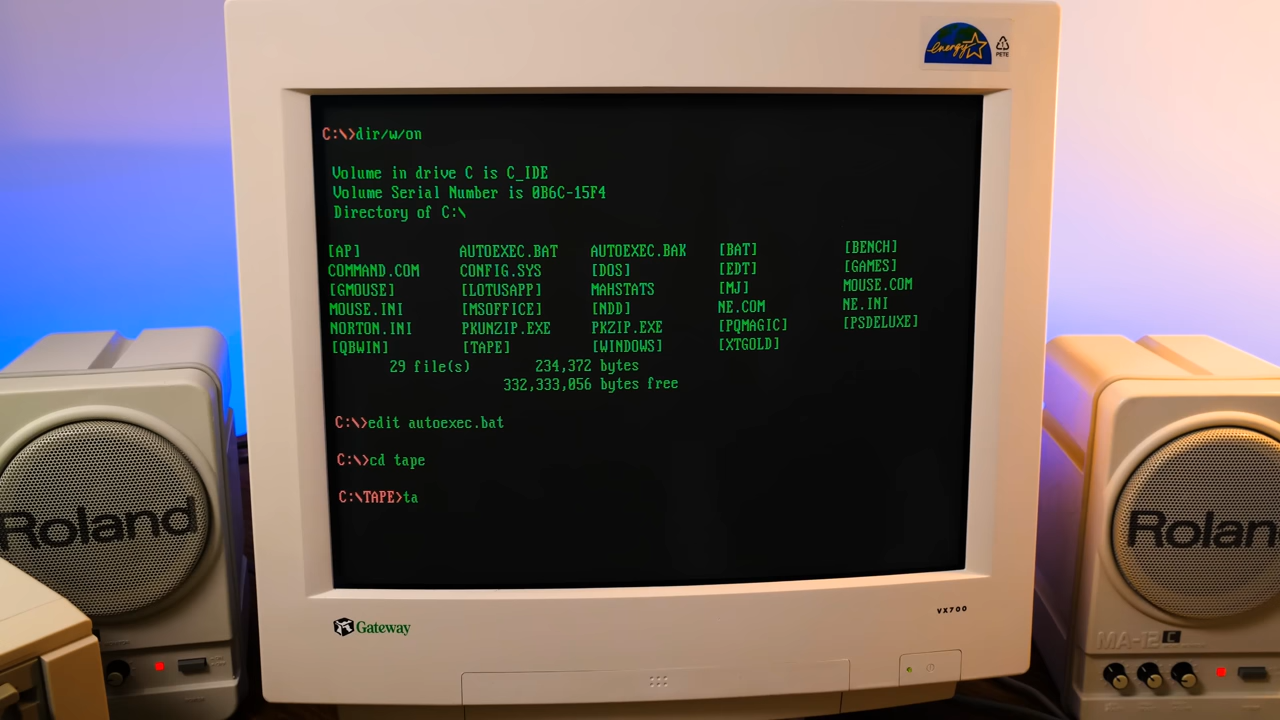 energy
PETE
C:\>dir/w/on
Volume in drive C is C_IDE
Volume Serial Number is 0B6C-15F4
Directory of C:\
[AP] AUTOEXEC.BAT AUTOEXEC.BAK [BAT] [BENCH]
COMMAND.COM CONFIG.SYS [DOS] [EDT] [GAMES]
[GMOUSE] [LOTUSAPP] MAHSTATS [MJ] MOUSE.COM
MOUSE.INI [MSOFFICE] [NDD] NE.COM NE.INI
NORTON.INI PKUNZIP.EXE PKZIP.EXE [PQMAGIC] [PSDELUXE]
[QBWIN] [TAPE] [WINDOWS] [XTGOLD]
29 file(s) 234,372 bytes
332,333,056 bytes free
C:\>edit autoexec.bat
C:\>cd tape
C:\TAPE>ta
Roland
Roland
VX700
Gateway
MA-12C